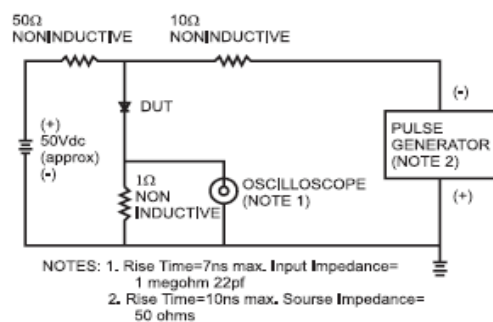 50Ω
NONINDUCTIVE
10Ω
NONINDUCTIVE
(+)
50Vdc
(approx)
(-)
DUT
1Ω
NON
INDUCTIVE
OSCILLOSCOPE
(NOTE 1)
(-)
PULSE
GENERATOR
(NOTE 2)
(+)
NOTES: 1. Rise Time=7ns max. Input Impedance=
1 megohm 22pf
2. Rise Time=10ns max. Sourse Impedance=
50 ohms